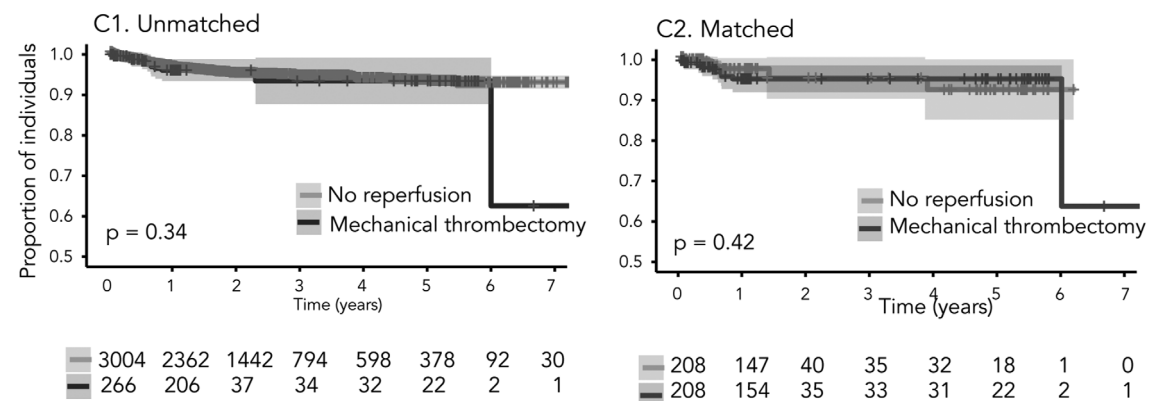 C1. Unmatched
Proportion of individuals
1.0
0.9
0.8
0.7
0.6
0.5
No reperfusion
Mechanical thrombectomy
p = 0.34
0 1 2 3 4 5 6 7
Time (years)
3004 2362 1442 794 598 378 92 30
266 206 37 34 32 22 2 1
C2. Matched
1.0
0.9
0.8
0.7
0.6
0.5
No reperfusion
Mechanical thrombectomy
p = 0.42
0 1 2 3 4 5 6 7
Time (years)
208 147 40 35 32 18 1 0
208 154 35 33 31 22 2 1